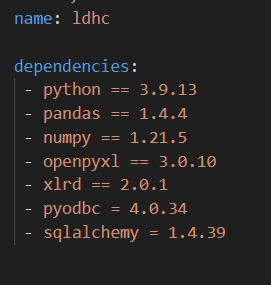 name: ldhc
dependencies:
- python == 3.9.13
- pandas == 1.4.4
- numpy == 1.21.5
- openpyxl == 3.0.10
- xlrd == 2.0.1
- pyodbc = 4.0.34
- sqlalchemy = 1.4.39